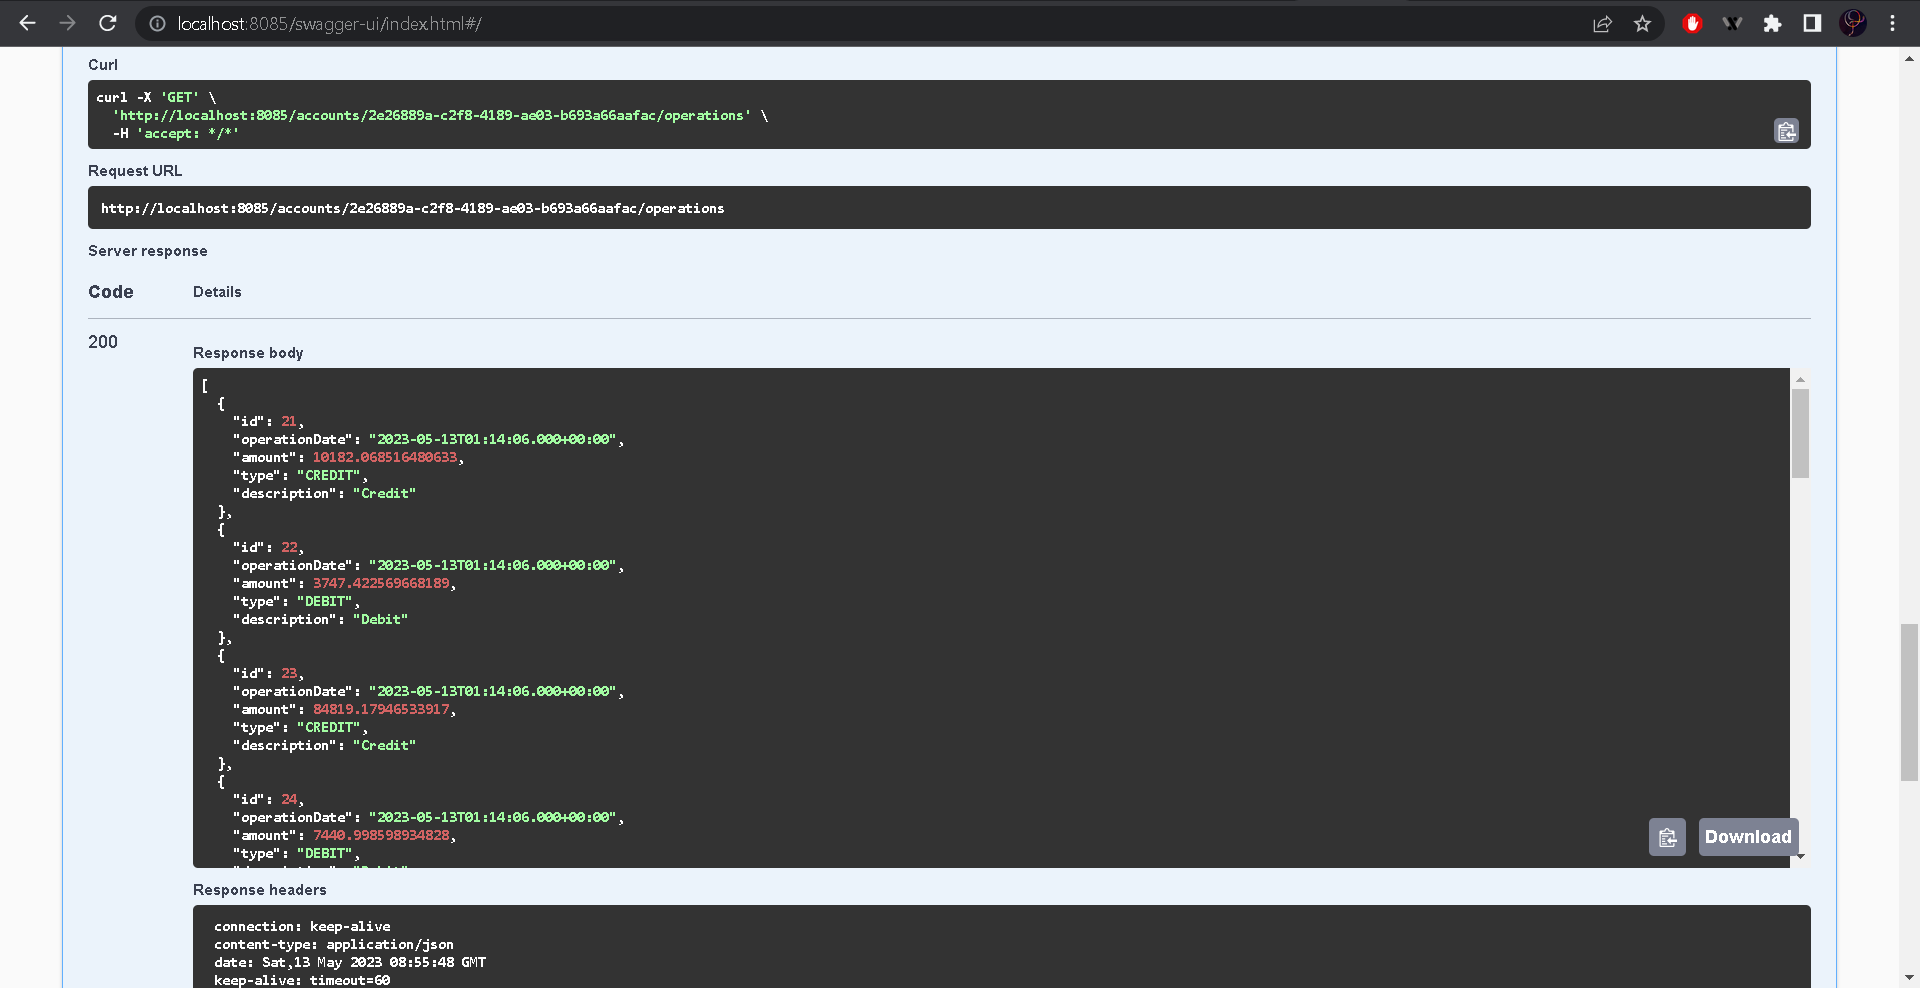 localhost:8085/swagger-ui/index.html#/
Curl
curl -X 'GET' \
'http://localhost:8085/accounts/2e26889a-c2f8-4189-ae03-b693a66aafac/operations' \
-H 'accept: */*'
Request URL
http://localhost:8085/accounts/2e26889a-c2f8-4189-ae03-b693a66aafac/operations
Server response
Code Details
200
Response body
[
{
"id": 21,
"operationDate": "2023-05-13T01:14:06.000+00:00",
"amount": 10182.068516480633,
"type": "CREDIT",
"description": "Credit"
},
{
"id": 22,
"operationDate": "2023-05-13T01:14:06.000+00:00",
"amount": 3747.422569668189,
"type": "DEBIT",
"description": "Debit"
},
{
"id": 23,
"operationDate": "2023-05-13T01:14:06.000+00:00",
"amount": 84819.17946533917,
"type": "CREDIT",
"description": "Credit"
},
{
"id": 24,
"operationDate": "2023-05-13T01:14:06.000+00:00",
"amount": 7440.998598934828,
"type": "DEBIT",
Download
Response headers
connection: keep-alive
content-type: application/json
date: Sat,13 May 2023 08:55:48 GMT
keep-alive: timeout=60